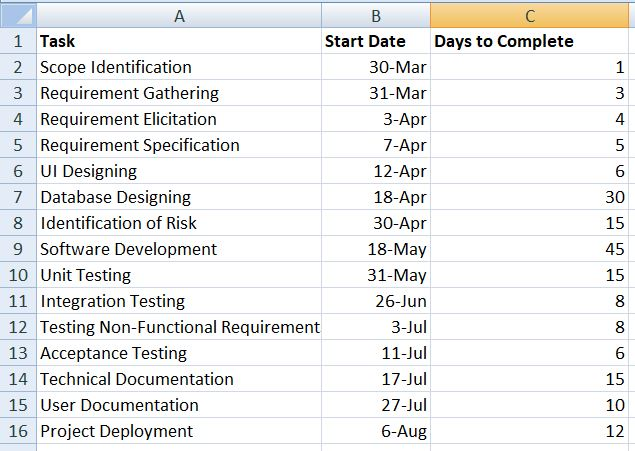 A B C
1 Task Start Date Days to Complete
2 Scope Identification 30-Mar 1
3 Requirement Gathering 31-Mar 3
4 Requirement Elicitation 3-Apr 4
5 Requirement Specification 7-Apr 5
6 UI Designing 12-Apr 6
7 Database Designing 18-Apr 30
8 Identification of Risk 30-Apr 15
9 Software Development 18-May 45
10 Unit Testing 31-May 15
11 Integration Testing 26-Jun 8
12 Testing Non-Functional Requirement 3-Jul 8
13 Acceptance Testing 11-Jul 6
14 Technical Documentation 17-Jul 15
15 User Documentation 27-Jul 10
16 Project Deployment 6-Aug 12